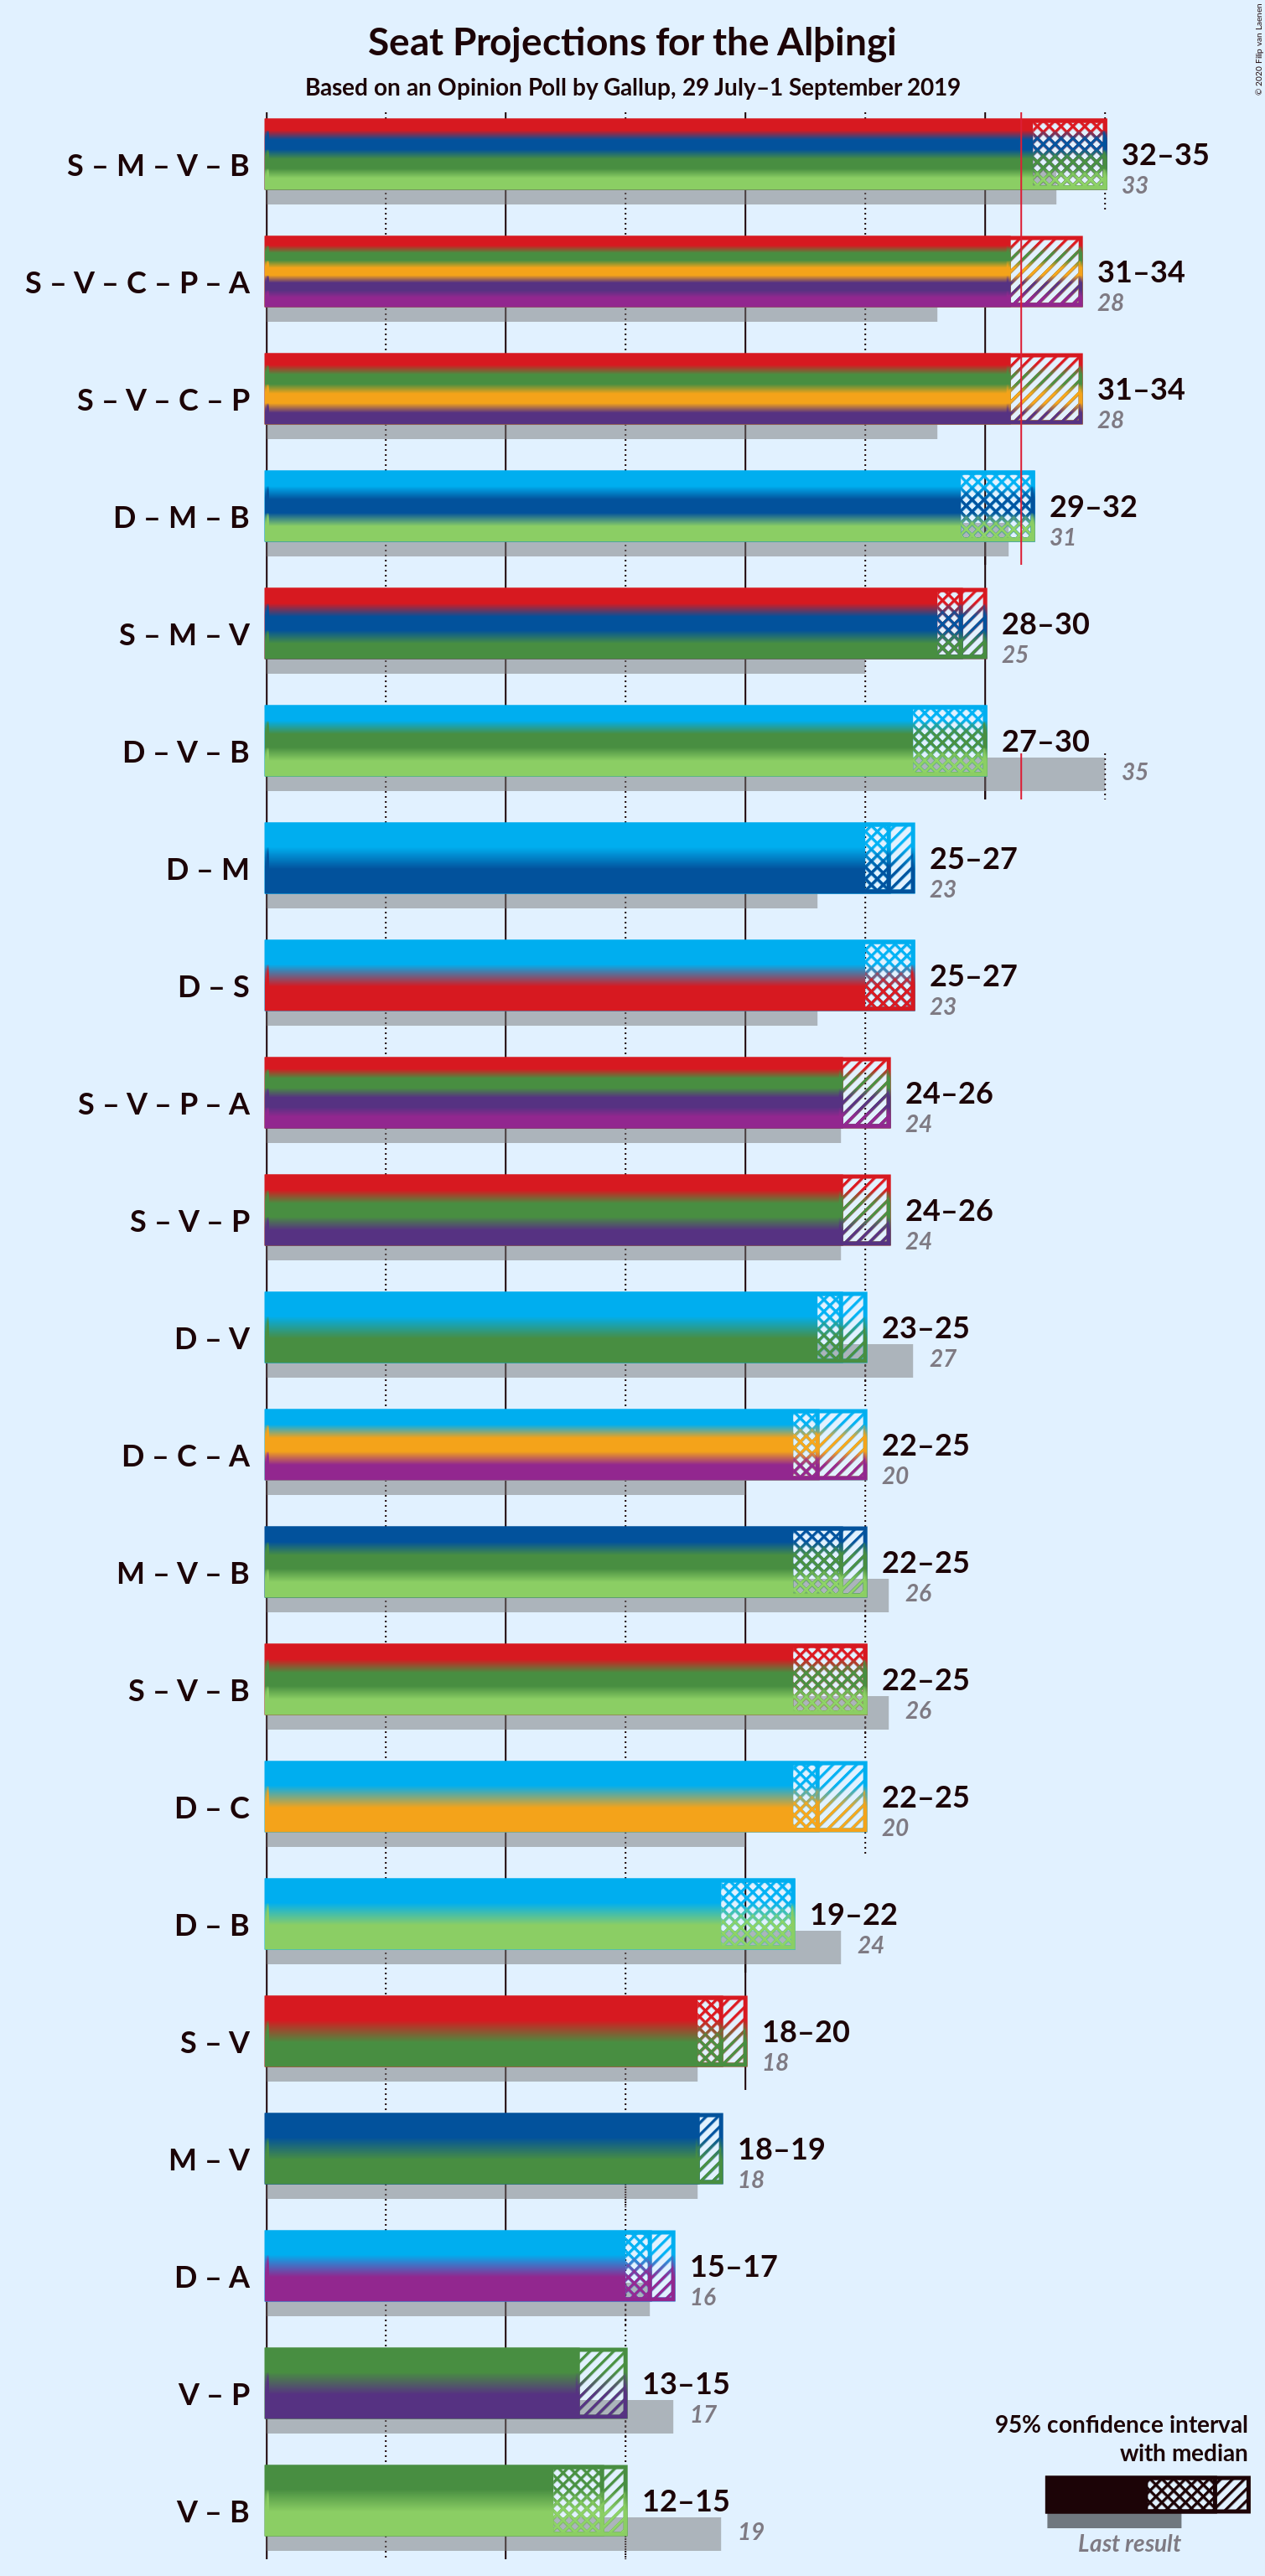 Seat Projections for the Alþingi
Based on an Opinion Poll by Gallup, 29 July–1 September 2019
© 2020 Filip van Laenen
S – M – V – B
32–35
33
S – V – C – P – A
31–34
28
S – V – C – P
31–34
28
D – M – B
29–32
31
S – M – V
28–30
25
D – V – B
27–30
35
D – M
25–27
23
D – S
25–27
23
S – V – P – A
24–26
24
S – V – P
24–26
24
D – V
23–25
27
D – C – A
22–25
20
M – V – B
22–25
26
S – V – B
22–25
26
D – C
22–25
20
D – B
19–22
24
S – V
18–20
18
M – V
18–19
18
D – A
15–17
16
V – P
13–15
17
V – B
12–15
19
95% confidence interval
with median
Last result